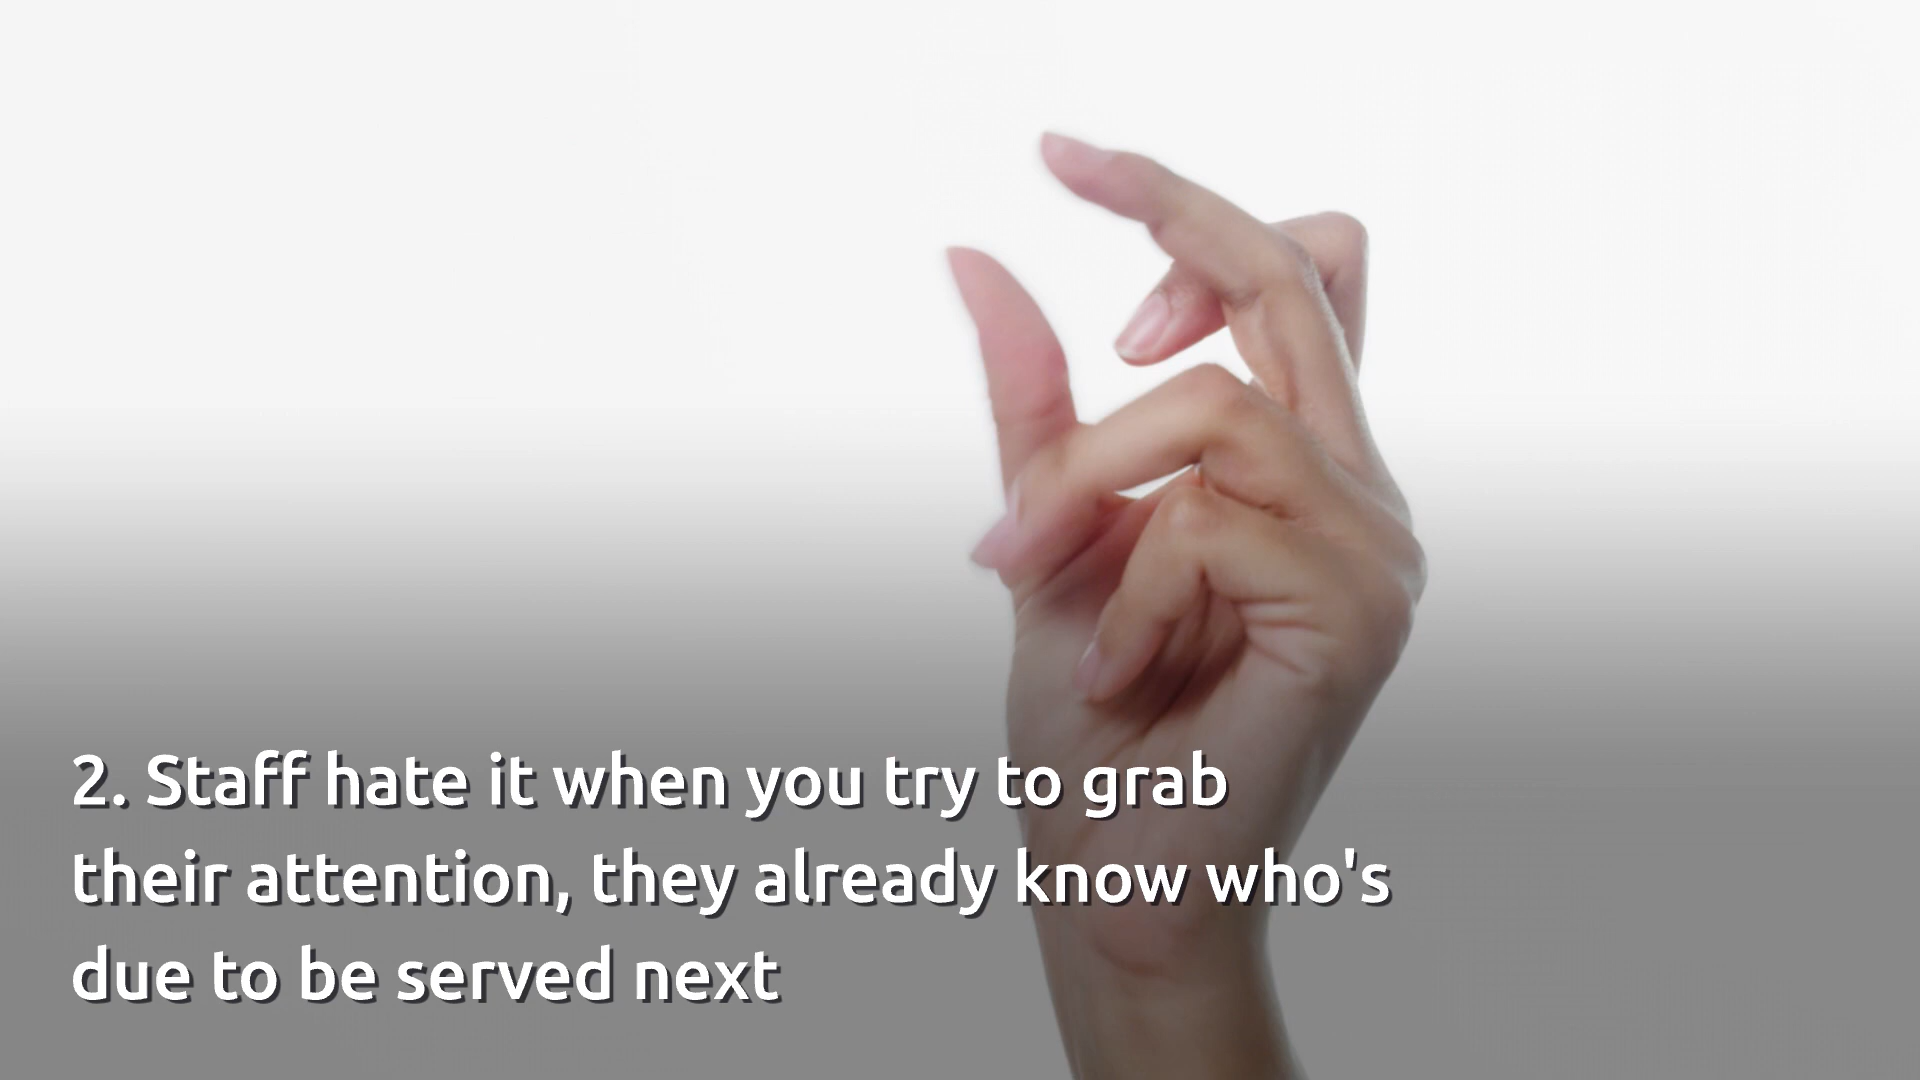 2. Staff hate it when you try to grab
their attention, they already know who's
due to be served next